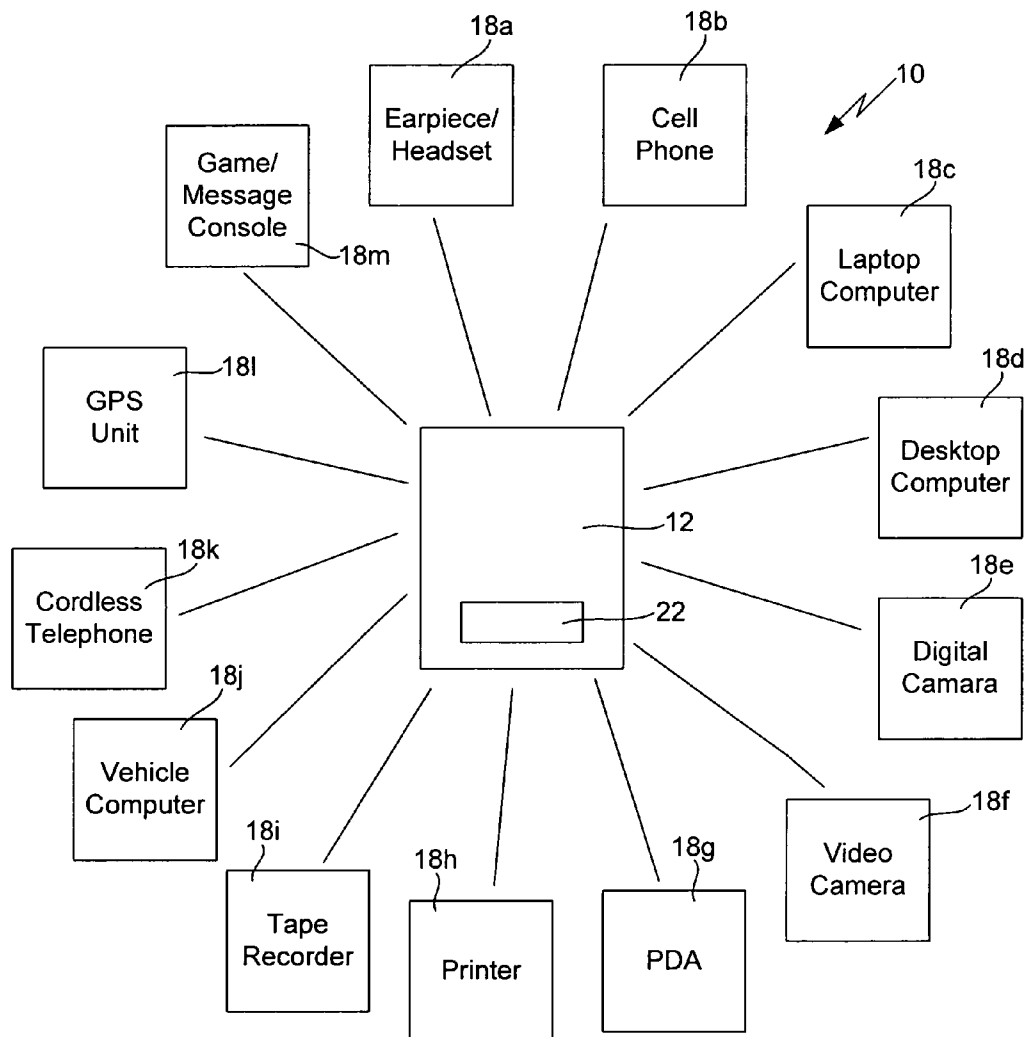 18a
18b
10
Earpiece/
Headset
Cell
Phone
Game/
Message
Console
18m
18c
Laptop
Computer
18l
GPS
Unit
18d
Desktop
Computer
12
18k
Cordless
Telephone
18e
Digital
Camara
22
18j
Vehicle
Computer
18f
Video
Camera
18i
Tape
Recorder
18h
Printer
18g
PDA